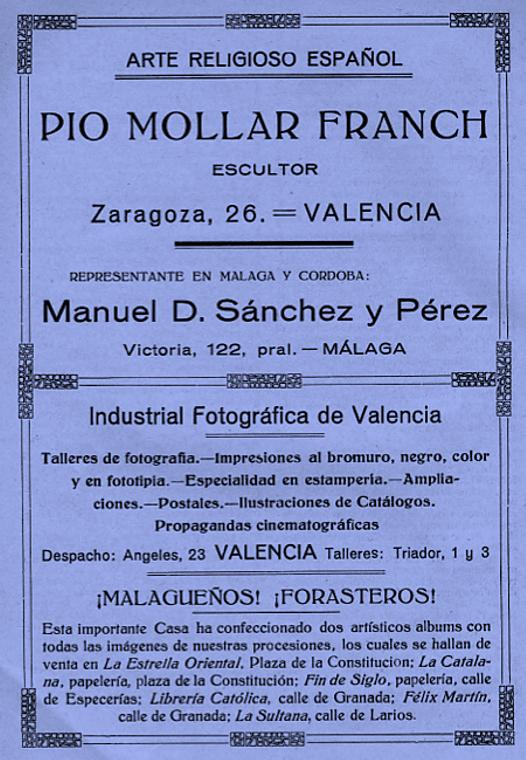 ARTE RELIGIOSO ESPAÑOL
PIO MOLLAR FRANCH
ESCULTOR
Zaragoza, 26. = VALENCIA
REPRESENTANTE EN MALAGA Y CORDOBA:
Manuel D. Sánchez y Pérez
Victoria, 122, pral. — MÁLAGA
Industrial Fotográfica de Valencia
Talleres de fotografia.—Impresiones al bromuro, negro, color
y en fototipia.—Especialidad en estampería.—Amplia-
ciones.—Postales.—Ilustraciones de Catálogos.
Propagandas cinematográficas
Despacho: Angeles, 23 VALENCIA Talleres: Triador, 1 y 3
¡MALAGUEÑOS! ¡FORASTEROS!
Esta importante Casa ha confeccionado dos artísticos albums con
todas las imágenes de nuestras procesiones, los cuales se hallan de
venta en La Estrella Oriental, Plaza de la Constitucion; La Catala-
na, papelería, plaza de la Constitución; Fin de Siglo, papelería, calle
de Especerías; Librería Católica, calle de Granada; Félix Martín,
calle de Granada; La Sultana, calle de Larios.